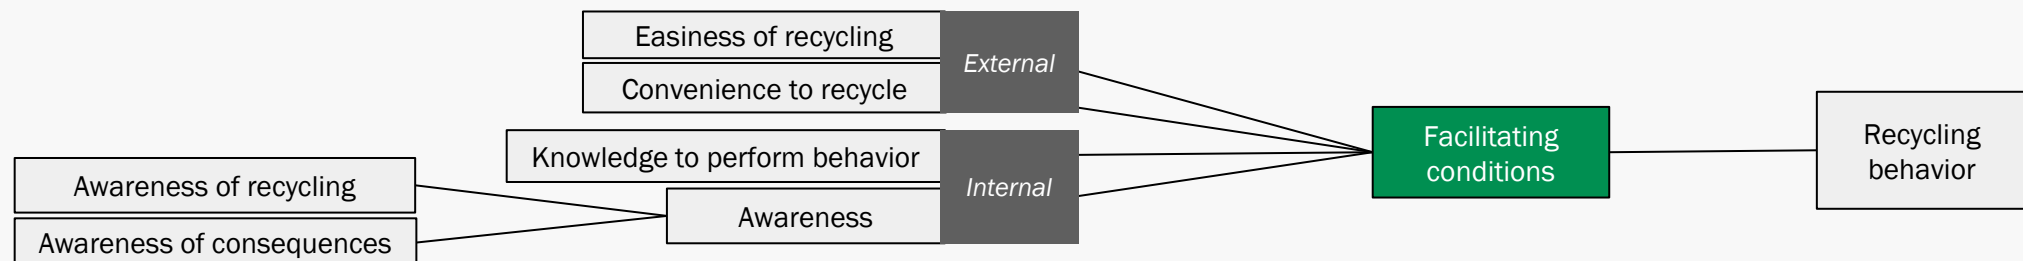 Easiness of recycling
External
Convenience to recycle
Knowledge to perform behavior
Internal
Awareness
Awareness of recycling
Awareness of consequences
Facilitating
conditions
Recycling
behavior